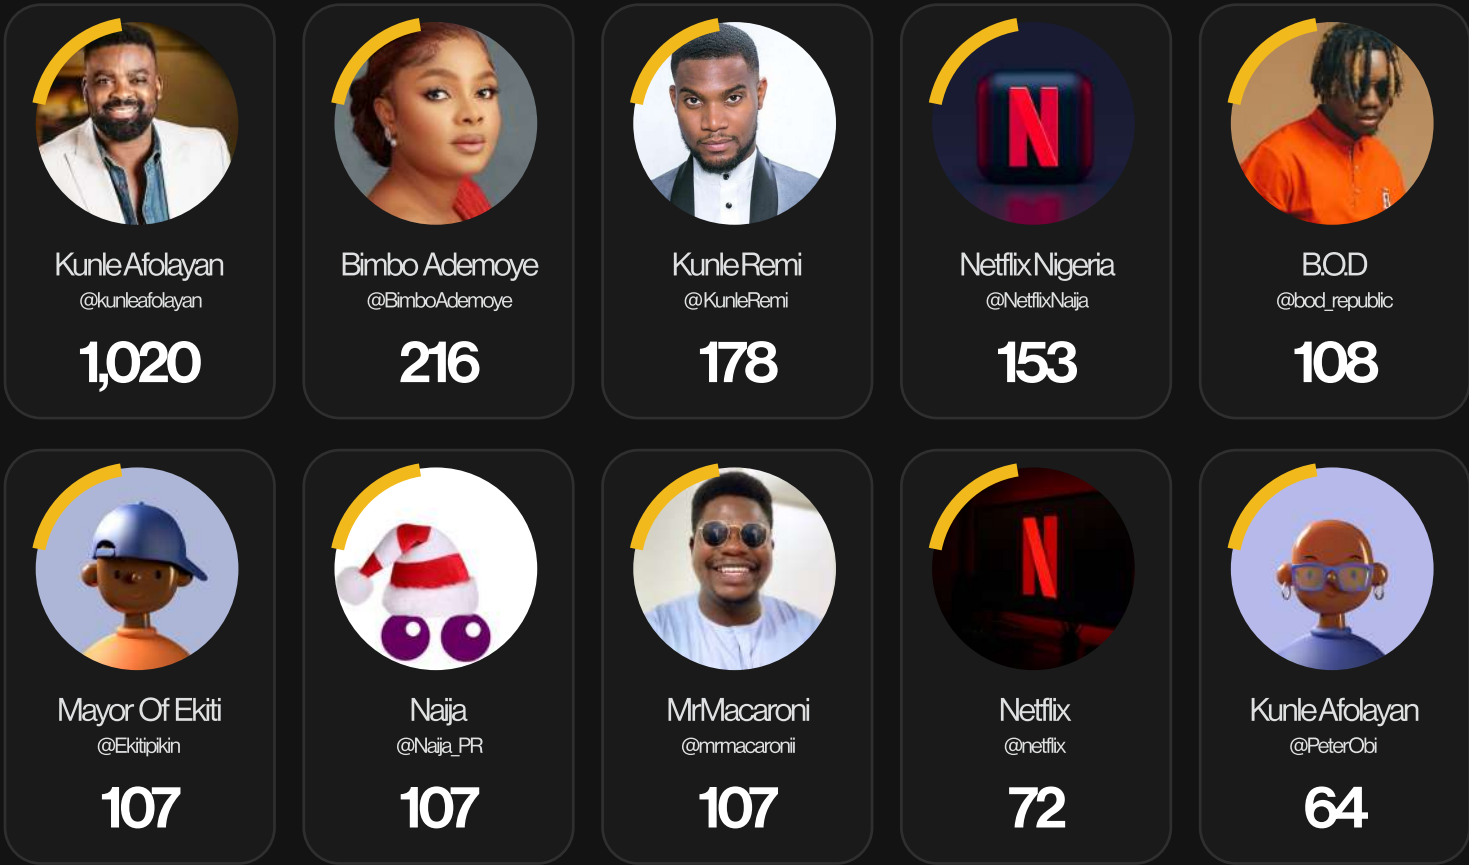 Kunle Afolayan
@kunleafolayan
1,020
Bimbo Ademoye
@BimboAdemoye
216
Kunle Remi
@KunleRemi
178
N
Netflix Nigeria
@NetflixNaija
153
B.O.D
@bod_republic
108
Mayor Of Ekiti
@Ekitipikin
107
Naija
@Naija_PR
107
MrMacaroni
@mrmacaronii
107
N
Netflix
@netflix
72
Kunle Afolayan
@PeterObi
64